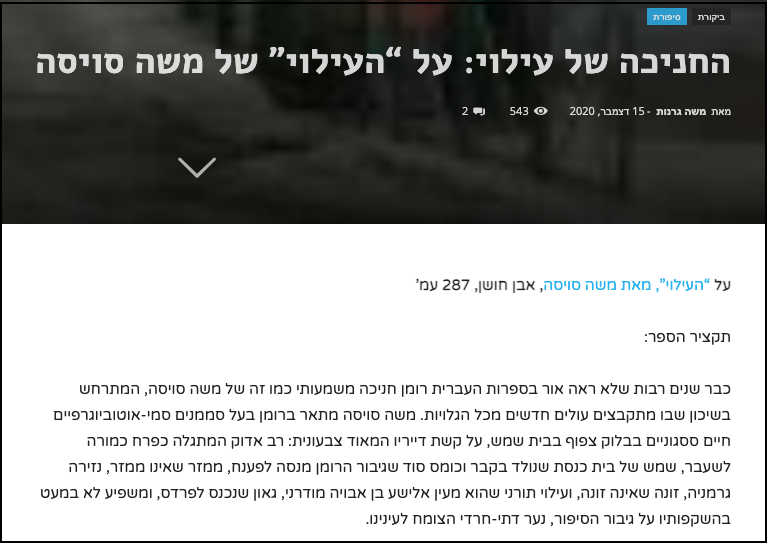 ביקורת סיפורת
החניכה של עילוי: על “העילוי” של משה סויסה
מאת משה גרנות - 15 דצמבר, 2020 543 2
על “העילוי”, מאת משה סויסה, אבן חושן, 287 עמ’
תקציר הספר:
כבר שנים רבות שלא ראה אור בספרות העברית רומן חניכה משמעותי כמו זה של משה סויסה, המתרחש
בשיכון שבו מתקבצים עולים חדשים מכל הגלויות. משה סויסה מתאר ברומן בעל סממנים סמי-אוטוביוגרפיים
חיים ססגוניים בבלוק צפוף בבית שמש, על קשת דייריו המאוד צבעונית: רב אדוק המתגלה כפרח כמורה
לשעבר, שמש של בית כנסת שנולד בקבר וכומס סוד שגיבור הרומן מנסה לפענח, ממזר שאינו ממזר, נזירה
גרמניה, זונה שאינה זונה, ועילוי תורני שהוא מעין אלישע בן אבויה מודרני, גאון שנכנס לפרדס, ומשפיע לא במעט
בהשקפותיו על גיבור הסיפור, נער דתי-חרדי הצומח לעינינו.